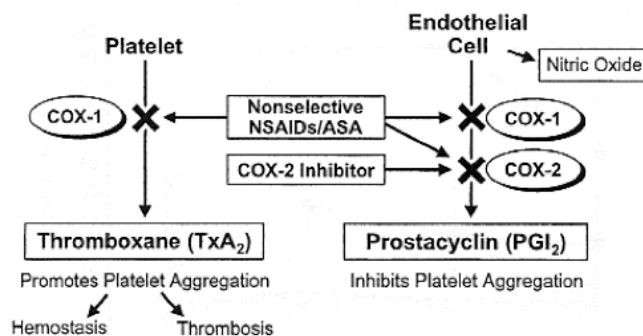 Platelet
Endothelial
Cell
Nitric Oxide
COX-1
Nonselective
NSAIDs/ASA
COX-1
COX-2 Inhibitor
COX-2
Thromboxane (TxA₂)
Prostacyclin (PGI₂)
Promotes Platelet Aggregation
Inhibits Platelet Aggregation
Hemostasis
Thrombosis